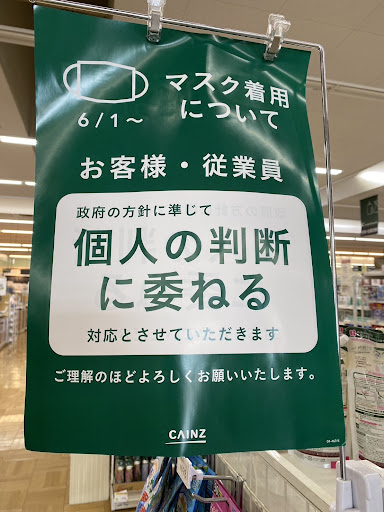 マスク着用
について
6/1〜
お客様・従業員
政府の方針に準じて
個人の判断
に委ねる
対応とさせていただきます
ご理解のほどよろしくお願いいたします。
CAINZ